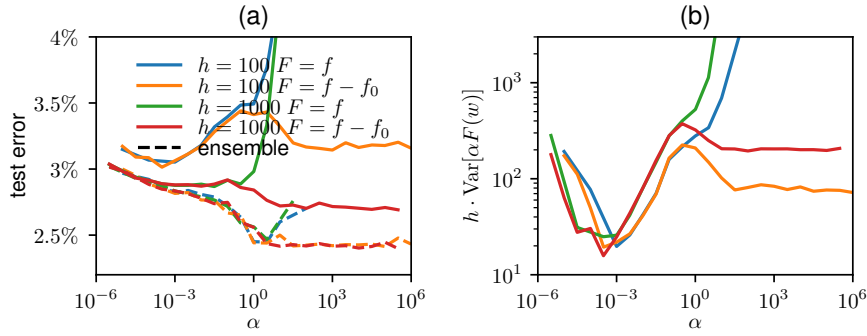 (a)
4%
3.5%
3%
2.5%
test error
h = 100 F = f
h = 100 F = f − f₀
h = 1000 F = f
h = 1000 F = f − f₀
ensemble
10⁻⁶ 10⁻³ 10⁰ 10³ 10⁶
α
(b)
10³
10²
10¹
h · Var[αF(w)]
10⁻⁶ 10⁻³ 10⁰ 10³ 10⁶
α